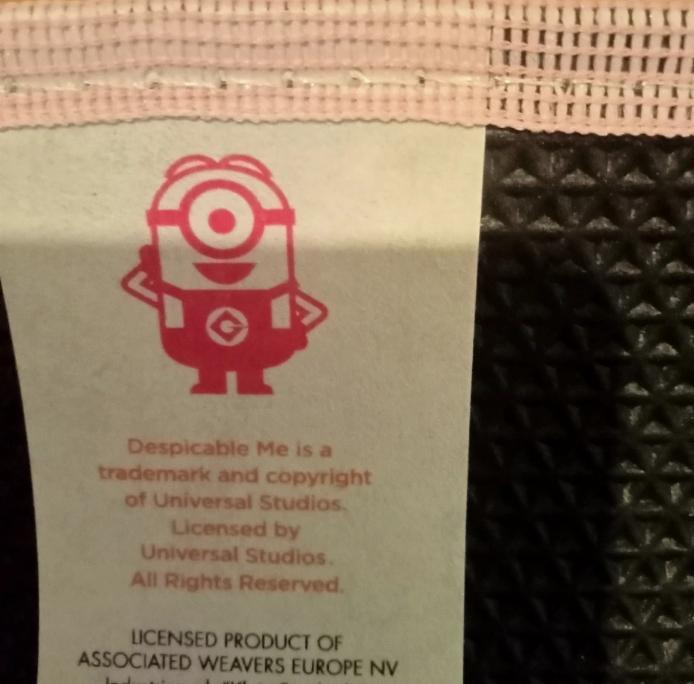 Despicable Me is a
trademark and copyright
of Universal Studios.
Licensed by
Universal Studios.
All Rights Reserved.
LICENSED PRODUCT OF
ASSOCIATED WEAVERS EUROPE NV